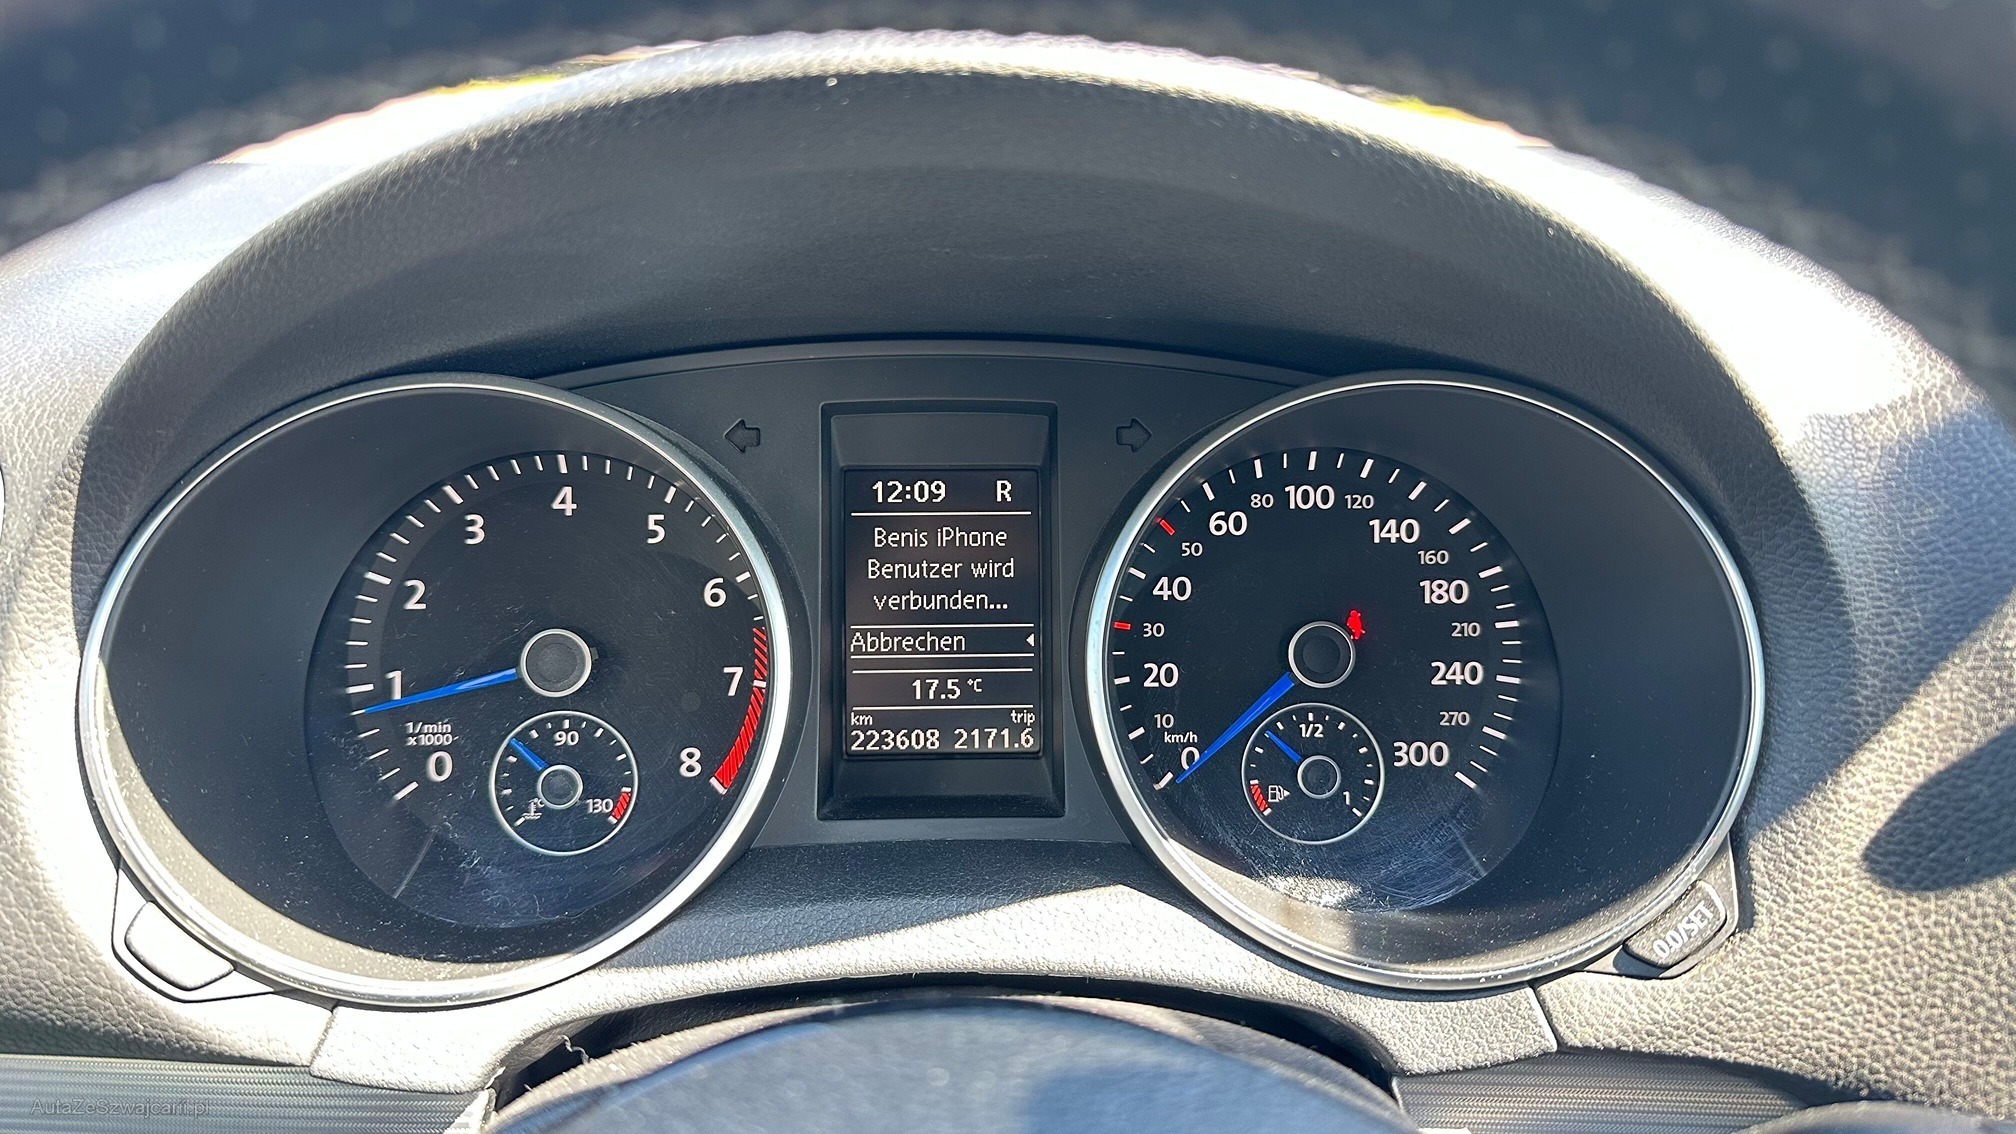 12:09 R
Benis iPhone
Benutzer wird
verbunden...
Abbrechen
17.5 °C
km trip
223608 2171.6
0
1
2
3
4
5
6
7
8
1/min
x1000
90
130
0
10
20
30
40
50
60
80
100
120
140
160
180
210
240
270
300
km/h
1/2
1
0.0/SET
AutaZeSzwajcarii.pl